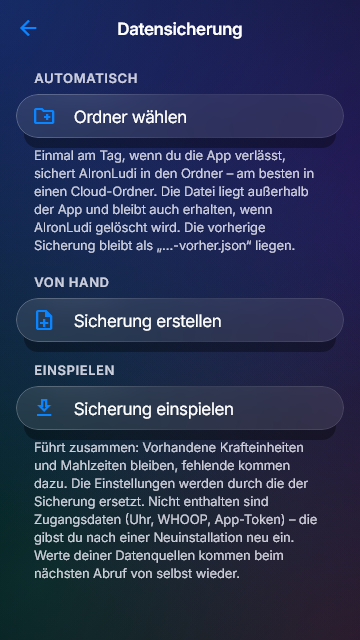 Datensicherung
AUTOMATISCH
Ordner wählen
Einmal am Tag, wenn du die App verlässt,
sichert AIronLudi in den Ordner – am besten in
einen Cloud-Ordner. Die Datei liegt außerhalb
der App und bleibt auch erhalten, wenn
AIronLudi gelöscht wird. Die vorherige
Sicherung bleibt als „…-vorher.json“ liegen.
VON HAND
Sicherung erstellen
EINSPIELEN
Sicherung einspielen
Führt zusammen: Vorhandene Krafteinheiten
und Mahlzeiten bleiben, fehlende kommen
dazu. Die Einstellungen werden durch die der
Sicherung ersetzt. Nicht enthalten sind
Zugangsdaten (Uhr, WHOOP, App-Token) – die
gibst du nach einer Neuinstallation neu ein.
Werte deiner Datenquellen kommen beim
nächsten Abruf von selbst wieder.